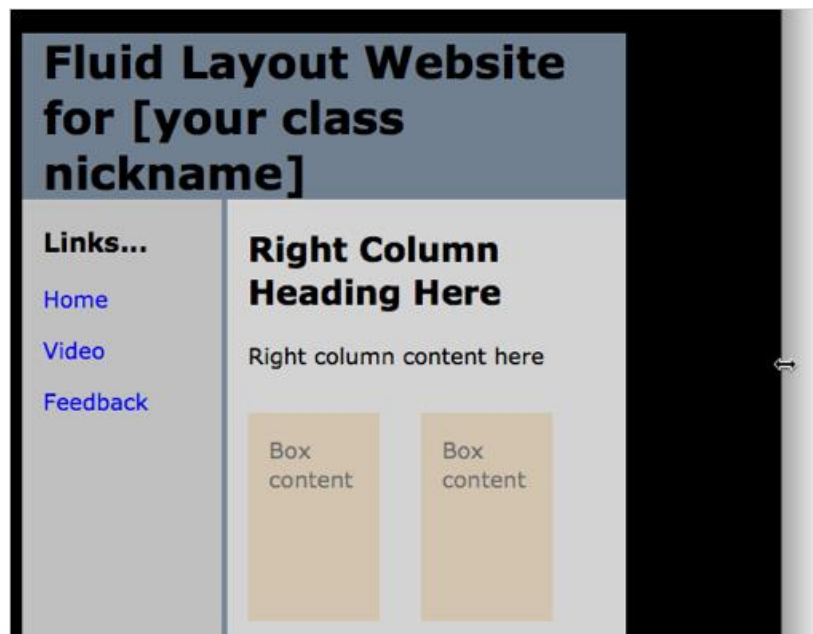 Fluid Layout Website
for [your class
nickname]
Links...
Home
Video
Feedback
Right Column
Heading Here
Right column content here
Box
content
Box
content